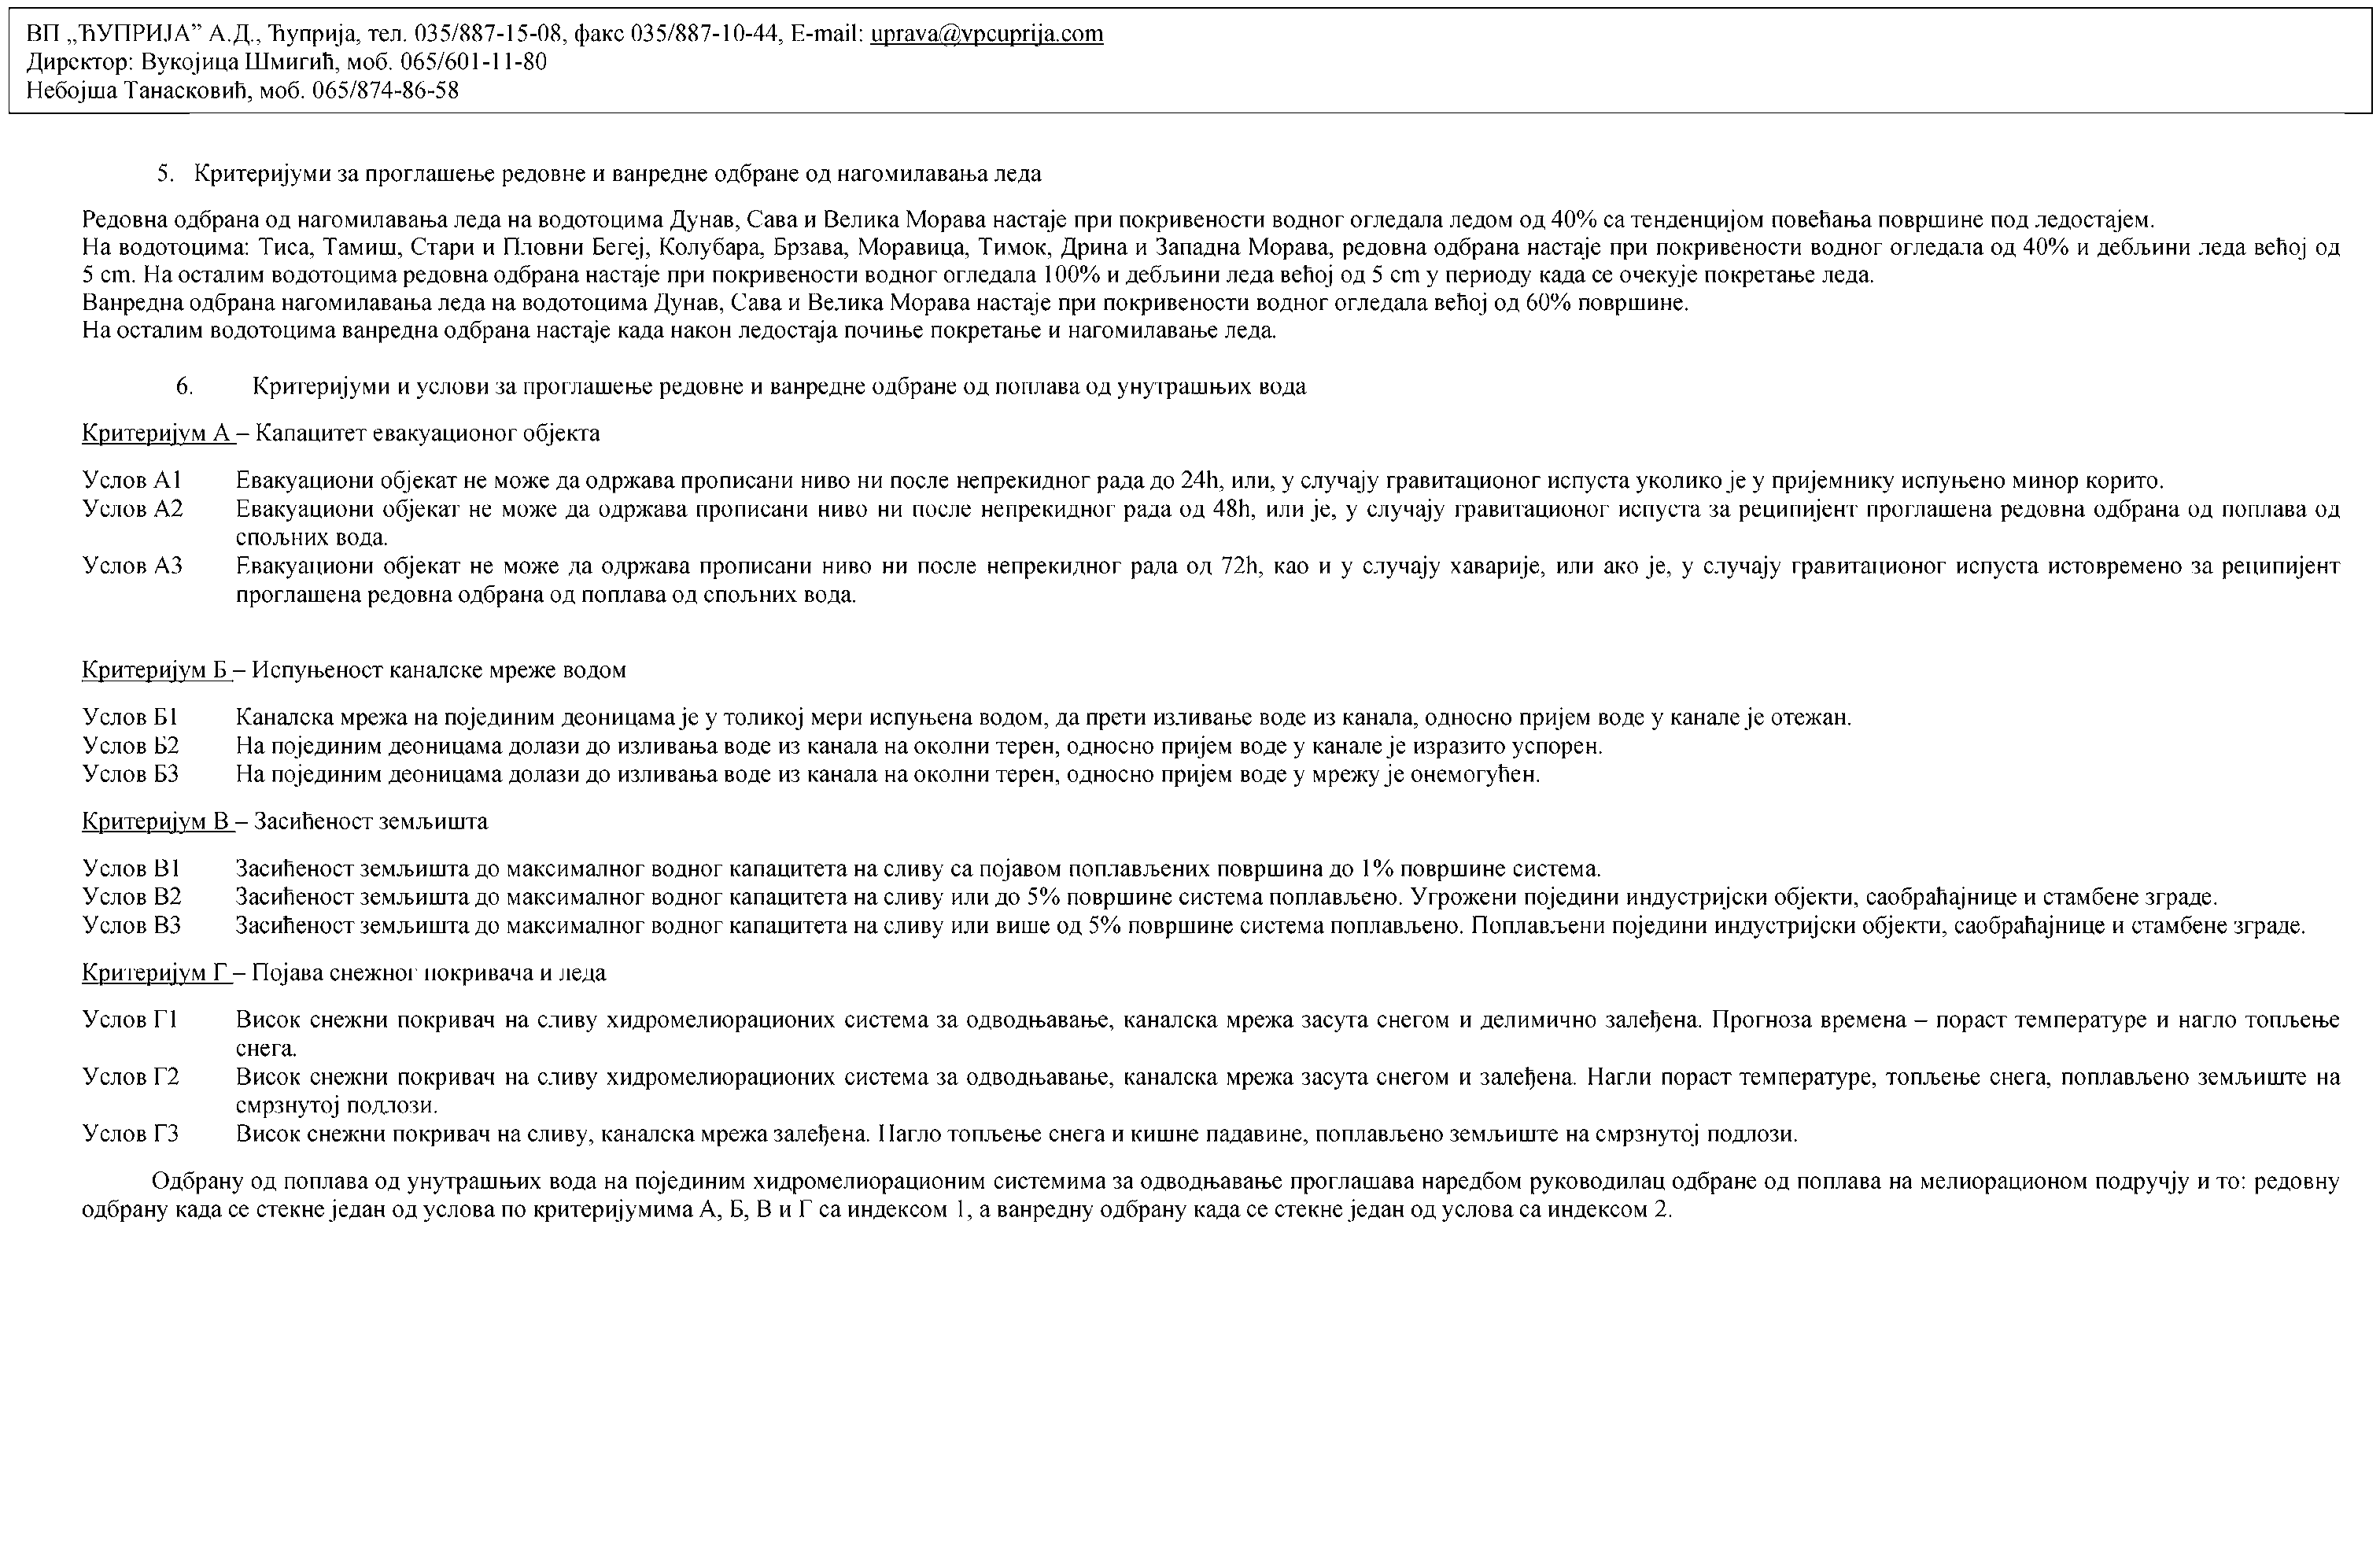 ВП „ЋУПРИЈА” А.Д., Ћуприја, тел. 035/887-15-08, факс 035/887-10-44, E-mail: uprava@vpcuprija.com
Директор: Вукојица Шмигић, моб. 065/601-11-80
Небојша Танасковић, моб. 065/874-86-58
5. Критеријуми за проглашење редовне и ванредне одбране од нагомилавања леда
Редовна одбрана од нагомилавања леда на водотоцима Дунав, Сава и Велика Морава настаје при покривености водног огледала ледом од 40% са тенденцијом повећања површине под ледостајем.
На водотоцима: Тиса, Тамиш, Стари и Пловни Бегеј, Колубара, Брзава, Моравица, Тимок, Дрина и Западна Морава, редовна одбрана настаје при покривености водног огледала од 40% и дебљини леда већој од
5 cm. На осталим водотоцима редовна одбрана настаје при покривености водног огледала 100% и дебљини леда већој од 5 cm у периоду када се очекује покретање леда.
Ванредна одбрана нагомилавања леда на водотоцима Дунав, Сава и Велика Морава настаје при покривености водног огледала већој од 60% површине.
На осталим водотоцима ванредна одбрана настаје када након ледостаја почиње покретање и нагомилавање леда.
6. Критеријуми и услови за проглашење редовне и ванредне одбране од поплава од унутрашњих вода
Критеријум А – Капацитет евакуационог објекта
Услов А1 Евакуациони објекат не може да одржава прописани ниво ни после непрекидног рада до 24h, или, у случају гравитационог испуста уколико је у пријемнику испуњено минор корито.
Услов А2 Евакуациони објекат не може да одржава прописани ниво ни после непрекидног рада од 48h, или је, у случају гравитационог испуста за реципијент проглашена редовна одбрана од поплава од
спољних вода.
Услов А3 Евакуациони објекат не може да одржава прописани ниво ни после непрекидног рада од 72h, као и у случају хаварије, или ако је, у случају гравитационог испуста истовремено за реципијент
проглашена редовна одбрана од поплава од спољних вода.
Критеријум Б – Испуњеност каналске мреже водом
Услов Б1 Каналска мрежа на појединим деоницама је у толикој мери испуњена водом, да прети изливање воде из канала, односно пријем воде у канале је отежан.
Услов Б2 На појединим деоницама долази до изливања воде из канала на околни терен, односно пријем воде у канале је изразито успорен.
Услов Б3 На појединим деоницама долази до изливања воде из канала на околни терен, односно пријем воде у мрежу је онемогућен.
Критеријум В – Засићеност земљишта
Услов В1 Засићеност земљишта до максималног водног капацитета на сливу са појавом поплављених површина до 1% површине система.
Услов В2 Засићеност земљишта до максималног водног капацитета на сливу или до 5% површине система поплављено. Угрожени поједини индустријски објекти, саобраћајнице и стамбене зграде.
Услов В3 Засићеност земљишта до максималног водног капацитета на сливу или више од 5% површине система поплављено. Поплављени поједини индустријски објекти, саобраћајнице и стамбене зграде.
Критеријум Г – Појава снежног покривача и леда
Услов Г1 Висок снежни покривач на сливу хидромелиорационих система за одводњавање, каналска мрежа засута снегом и делимично залеђена. Прогноза времена – пораст температуре и нагло топљење
снега.
Услов Г2 Висок снежни покривач на сливу хидромелиорационих система за одводњавање, каналска мрежа засута снегом и залеђена. Нагли пораст температуре, топљење снега, поплављено земљиште на
смрзнутој подлози.
Услов Г3 Висок снежни покривач на сливу, каналска мрежа залеђена. Нагло топљење снега и кишне падавине, поплављено земљиште на смрзнутој подлози.
Одбрану од поплава од унутрашњих вода на појединим хидромелиорационим системима за одводњавање проглашава наредбом руководилац одбране од поплава на мелиорационом подручју и то: редовну
одбрану када се стекне један од услова по критеријумима А, Б, В и Г са индексом 1, а ванредну одбрану када се стекне један од услова са индексом 2.